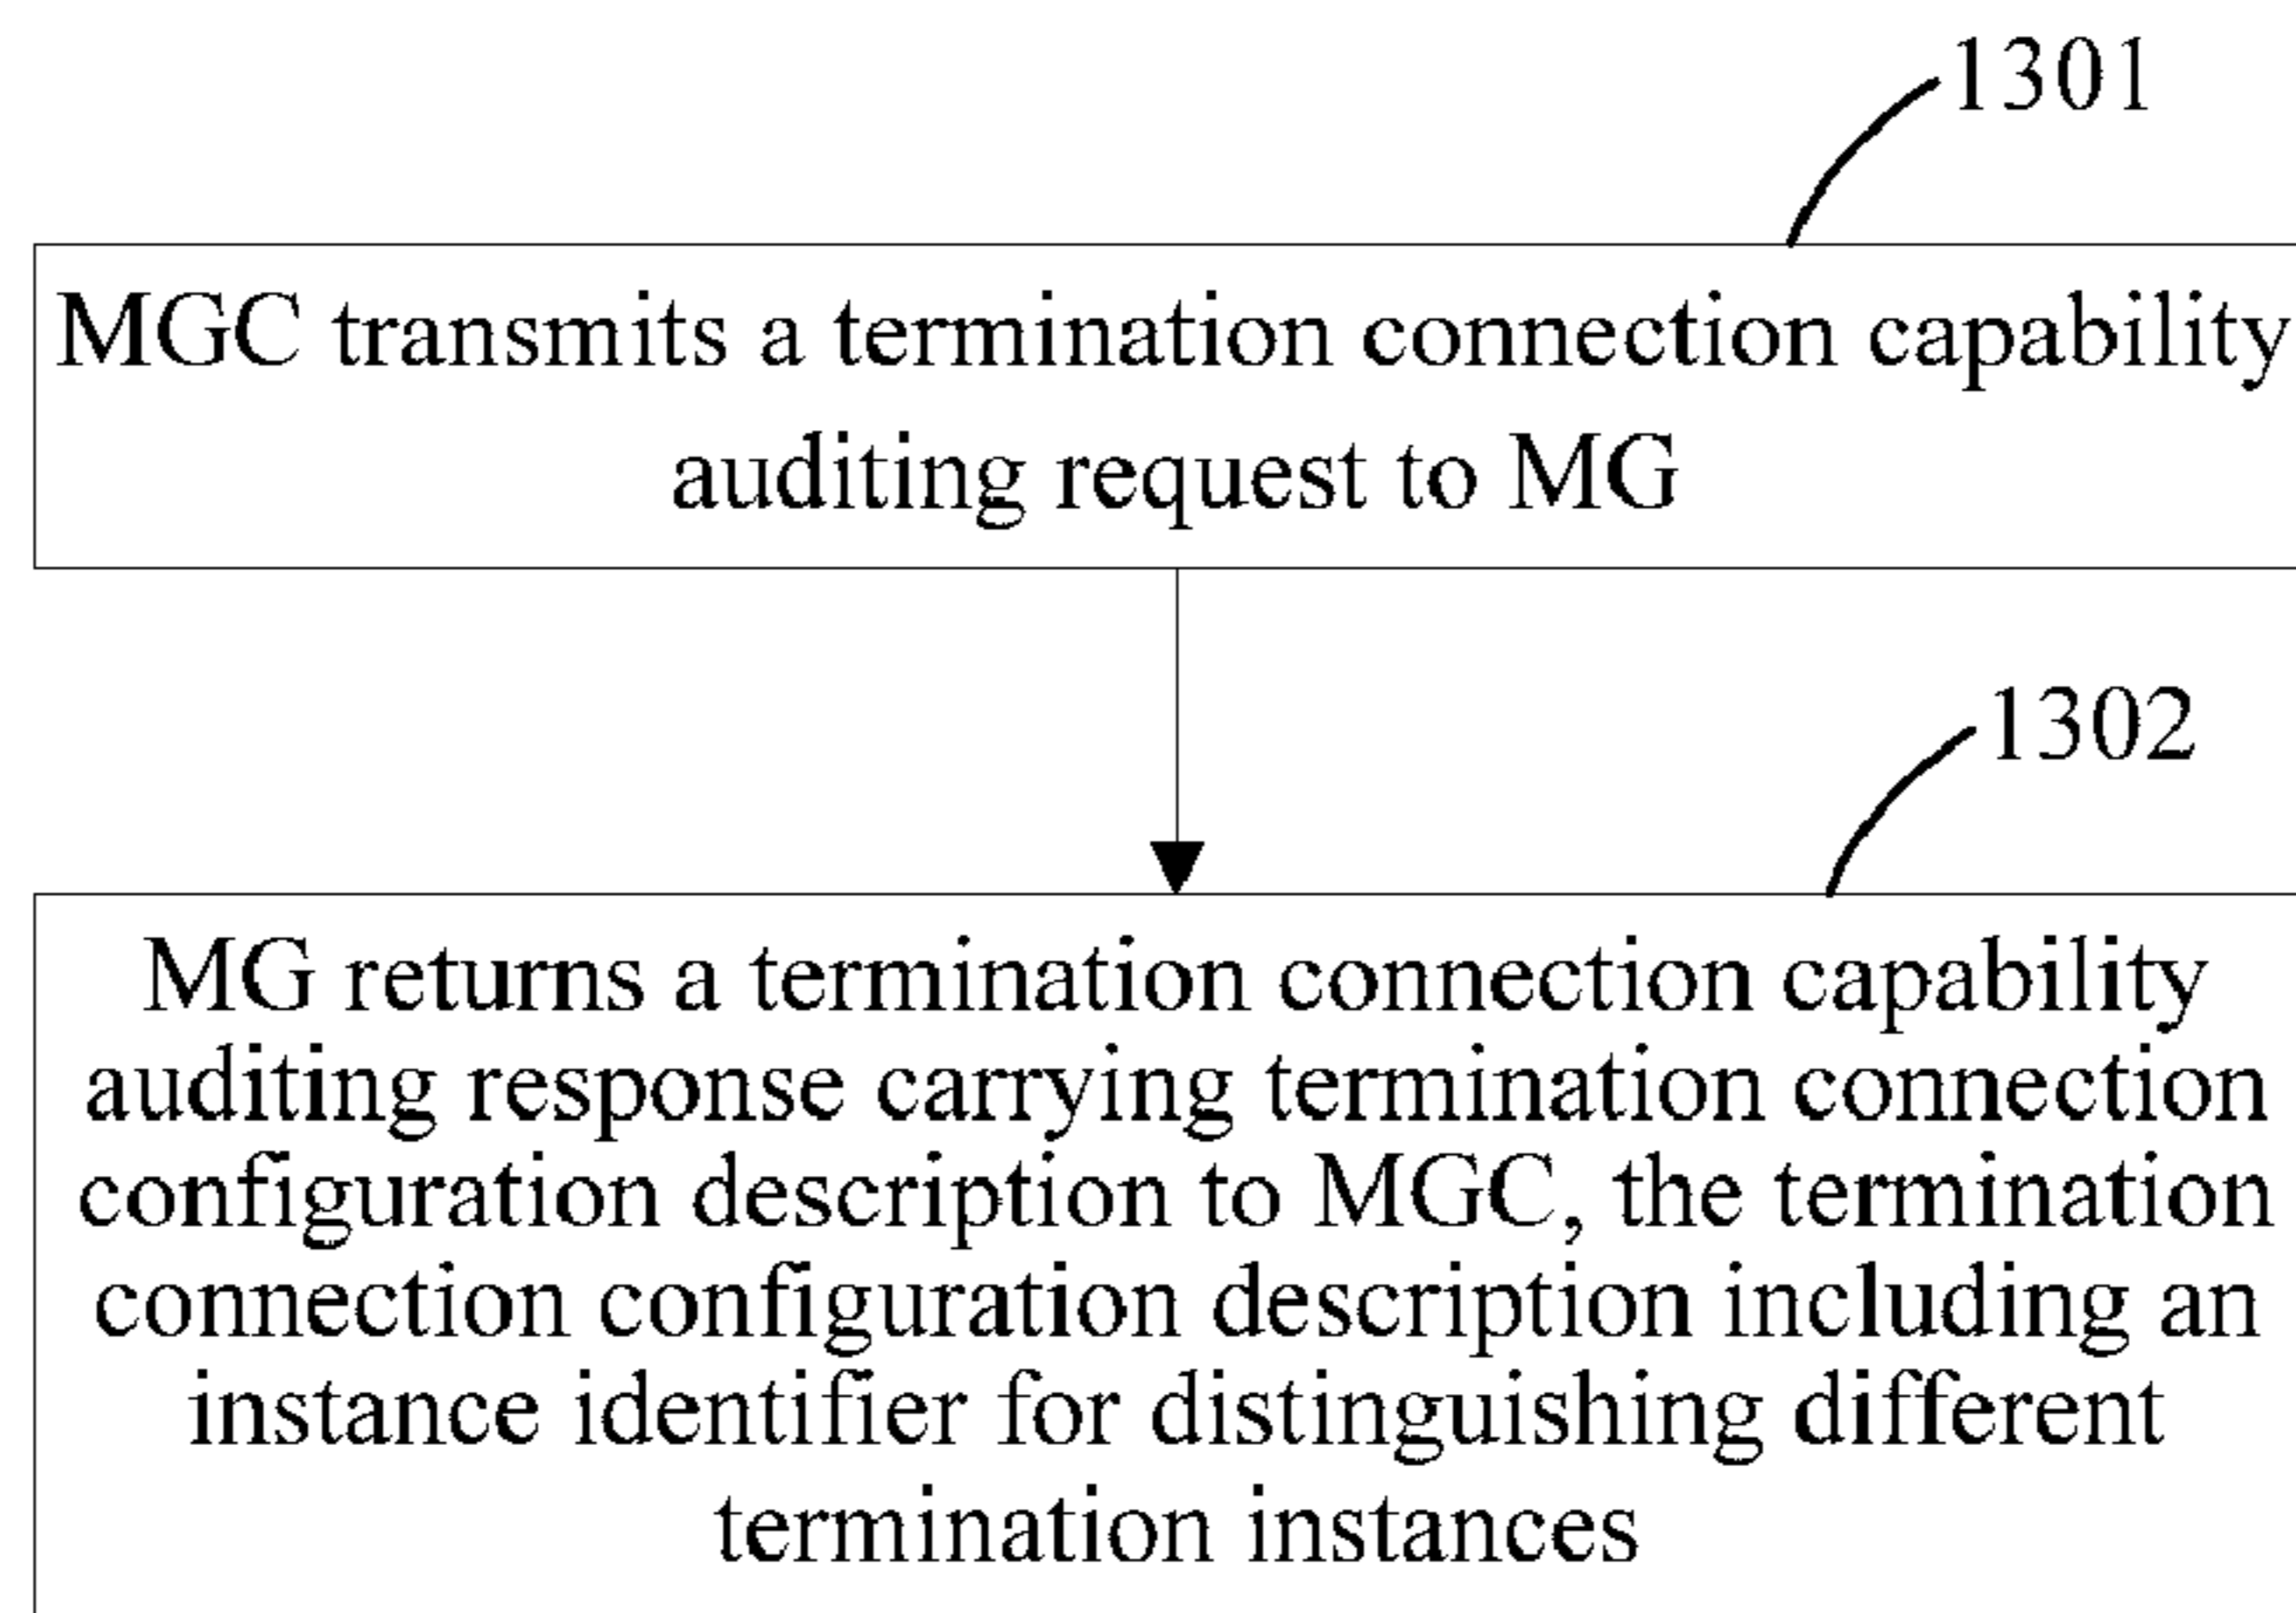 1301
MGC transmits a termination connection capability
auditing request to MG
1302
MG returns a termination connection capability
auditing response carrying termination connection
configuration description to MGC, the termination
connection configuration description including an
instance identifier for distinguishing different
termination instances